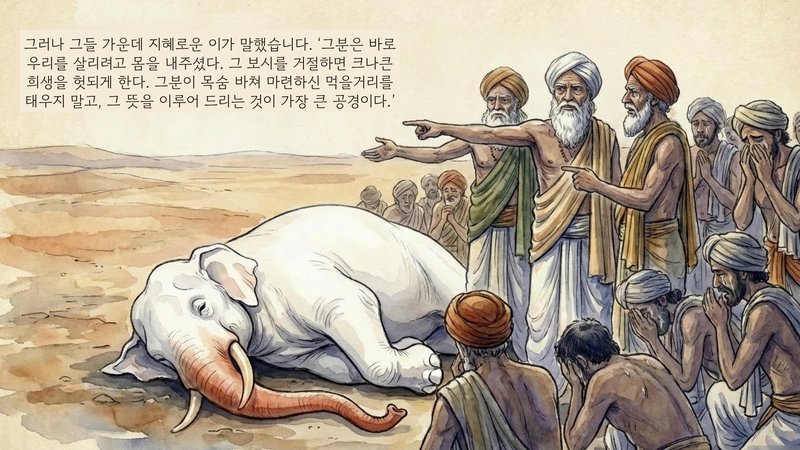 그러나 그들 가운데 지혜로운 이가 말했습니다. ‘그분은 바로
우리를 살리려고 몸을 내주셨다. 그 보시를 거절하면 크나큰
희생을 헛되게 한다. 그분이 목숨 바쳐 마련하신 먹을거리를
태우지 말고, 그 뜻을 이루어 드리는 것이 가장 큰 공경이다.’